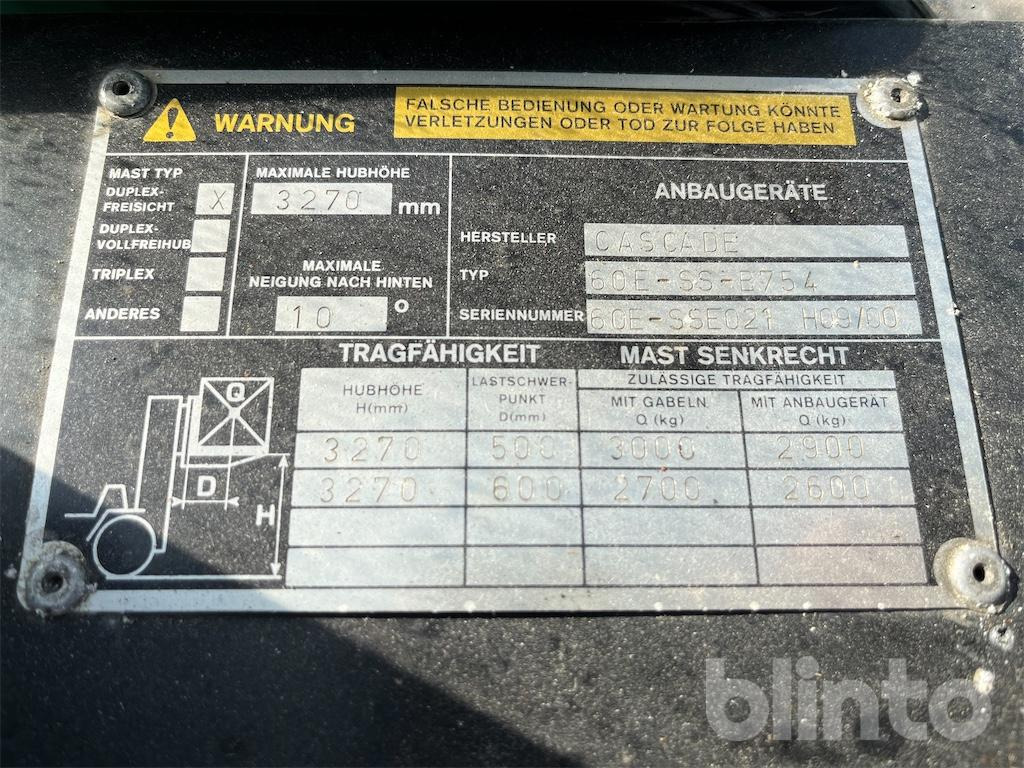 WARNUNG
FALSCHE BEDIENUNG ODER WARTUNG KÖNNTE
VERLETZUNGEN ODER TOD ZUR FOLGE HABEN
MAST TYP
DUPLEX-
FREISICHT X
DUPLEX-
VOLLFREIHUB
TRIPLEX
ANDERES
MAXIMALE HUBHÖHE
3270 mm
MAXIMALE
NEIGUNG NACH HINTEN
10 °
ANBAUGERÄTE
HERSTELLER CASCADE
TYP 60E-SS-B754
SERIENNUMMER 60E-SSE021 H09/00
TRAGFÄHIGKEIT MAST SENKRECHT
Q
D
H
HUBHÖHE
H(mm)
LASTSCHWER-
PUNKT
D(mm)
ZULÄSSIGE TRAGFÄHIGKEIT
MIT GABELN
Q (kg)
MIT ANBAUGERÄT
Q (kg)
3270 500 3000 2900
3270 600 2700 2600
blinto